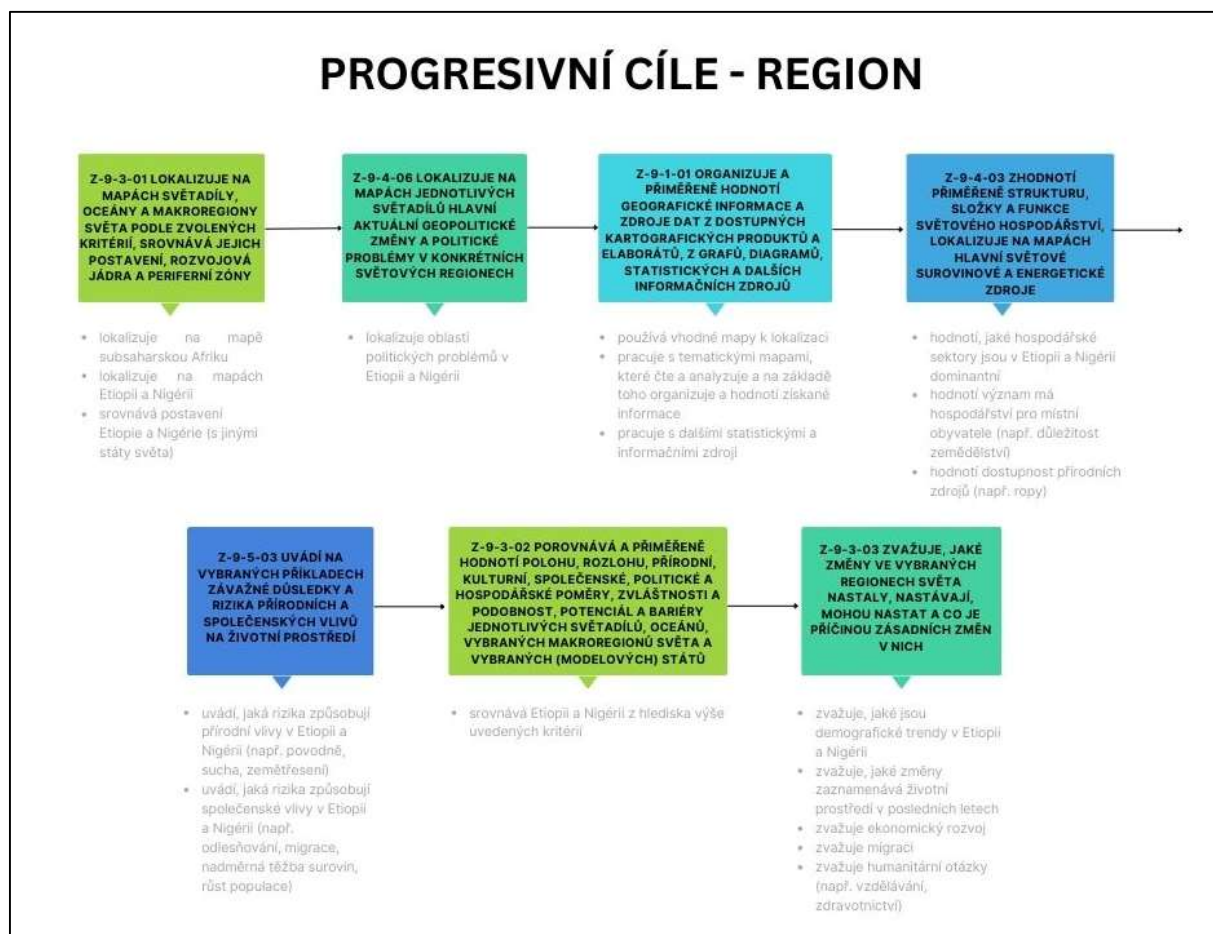 PROGRESIVNÍ CÍLE - REGION
Z-9-3-01 LOKALIZUJE NA
MAPÁCH SVĚTADÍLY,
OCEÁNY A MAKROREGIONY
SVĚTA PODLE ZVOLENÝCH
KRITÉRIÍ, SROVNÁVÁ JEJICH
POSTAVENÍ, ROZVOJOVÁ
JÁDRA A PERIFERNÍ ZÓNY
• lokalizuje na mapě
subsaharskou Afriku
• lokalizuje na mapách
Etiopii a Nigérii
• srovnává postavení
Etiopie a Nigérie (s jinými
státy světa)
Z-9-4-06 LOKALIZUJE NA
MAPÁCH JEDNOTLIVÝCH
SVĚTADÍLŮ HLAVNÍ
AKTUÁLNÍ GEOPOLITICKÉ
ZMĚNY A POLITICKÉ
PROBLÉMY V KONKRÉTNÍCH
SVĚTOVÝCH REGIONECH
• lokalizuje oblasti
politických problémů v
Etiopii a Nigérii
Z-9-1-01 ORGANIZUJE A
PŘIMĚŘENĚ HODNOTÍ
GEOGRAFICKÉ INFORMACE A
ZDROJE DAT Z DOSTUPNÝCH
KARTOGRAFICKÝCH PRODUKTŮ A
ELABORÁTŮ, Z GRAFŮ, DIAGRAMŮ,
STATISTICKÝCH A DALŠÍCH
INFORMAČNÍCH ZDROJŮ
• používá vhodné mapy k lokalizaci
• pracuje s tematickými mapami,
které čte a analyzuje a na základě
toho organizuje a hodnotí získané
informace
• pracuje s dalšími statistickými a
informačními zdroji
Z-9-4-03 ZHODNOTÍ
PŘIMĚŘENĚ STRUKTURU,
SLOŽKY A FUNKCE
SVĚTOVÉHO HOSPODÁŘSTVÍ,
LOKALIZUJE NA MAPÁCH
HLAVNÍ SVĚTOVÉ
SUROVINOVÉ A ENERGETICKÉ
ZDROJE
• hodnotí, jaké hospodářské
sektory jsou v Etiopii a Nigérii
dominantní
• hodnotí význam má
hospodářství pro místní
obyvatele (např. důležitost
zemědělství)
• hodnotí dostupnost přírodních
zdrojů (např. ropy)
Z-9-5-03 UVÁDÍ NA
VYBRANÝCH PŘÍKLADECH
ZÁVAŽNÉ DŮSLEDKY A
RIZIKA PŘÍRODNÍCH A
SPOLEČENSKÝCH VLIVŮ
NA ŽIVOTNÍ PROSTŘEDÍ
• uvádí, jaká rizika způsobují
přírodní vlivy v Etiopii a
Nigérii (např. povodně,
sucha, zemětřesení)
• uvádí, jaká rizika způsobují
společenské vlivy v Etiopii
a Nigérii (např.
odlesňování, migrace,
nadměrná těžba surovin,
růst populace)
Z-9-3-02 POROVNÁVÁ A PŘIMĚŘENĚ
HODNOTÍ POLOHU, ROZLOHU, PŘÍRODNÍ,
KULTURNÍ, SPOLEČENSKÉ, POLITICKÉ A
HOSPODÁŘSKÉ POMĚRY, ZVLÁŠTNOSTI A
PODOBNOST, POTENCIÁL A BARIÉRY
JEDNOTLIVÝCH SVĚTADÍLŮ, OCEÁNŮ,
VYBRANÝCH MAKROREGIONŮ SVĚTA A
VYBRANÝCH (MODELOVÝCH) STÁTŮ
• srovnává Etiopii a Nigérii z hlediska výše
uvedených kritérií
Z-9-3-03 ZVAŽUJE, JAKÉ
ZMĚNY VE VYBRANÝCH
REGIONECH SVĚTA
NASTALY, NASTÁVAJÍ,
MOHOU NASTAT A CO JE
PŘÍČINOU ZÁSADNÍCH ZMĚN
V NICH
• zvažuje, jaké jsou
demografické trendy v Etiopii
a Nigérii
• zvažuje, jaké změny
zaznamenává životní
prostředí v posledních letech
• zvažuje ekonomický rozvoj
• zvažuje migraci
• zvažuje humanitární otázky
(např. vzdělávání,
zdravotnictví)